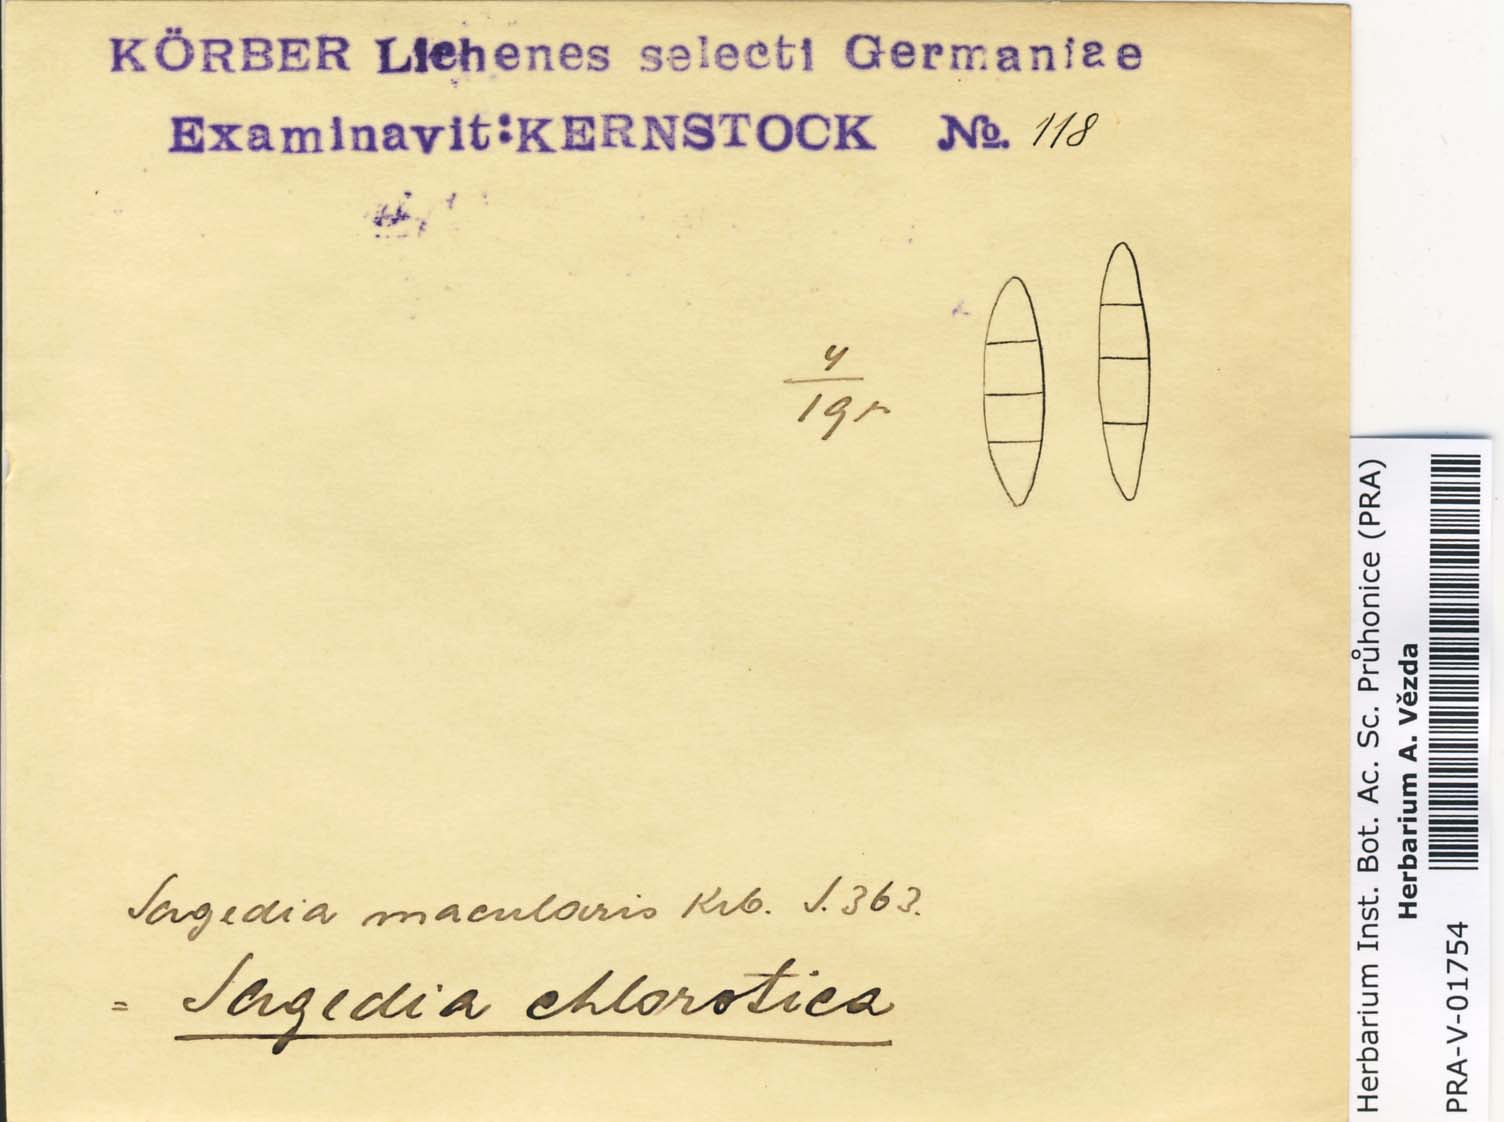 KÖRBER Lichenes selecti Germaniae
Examinavit: KERNSTOCK No. 118
4
19
Sagedia macularis Krb. S. 363.
= Sagedia chlorotica
Herbarium Inst. Bot. Ac. Sc. Průhonice (PRA)
Herbarium A. Vězda
PRA-V-01754